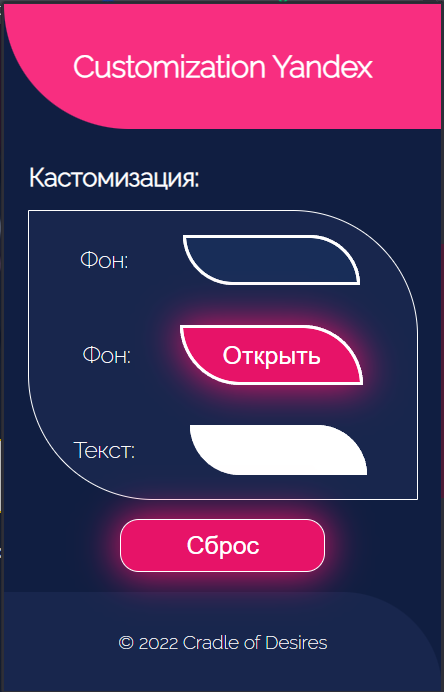 Customization Yandex
Кастомизация:
Фон:
Фон:
Открыть
Текст:
Сброс
© 2022 Cradle of Desires